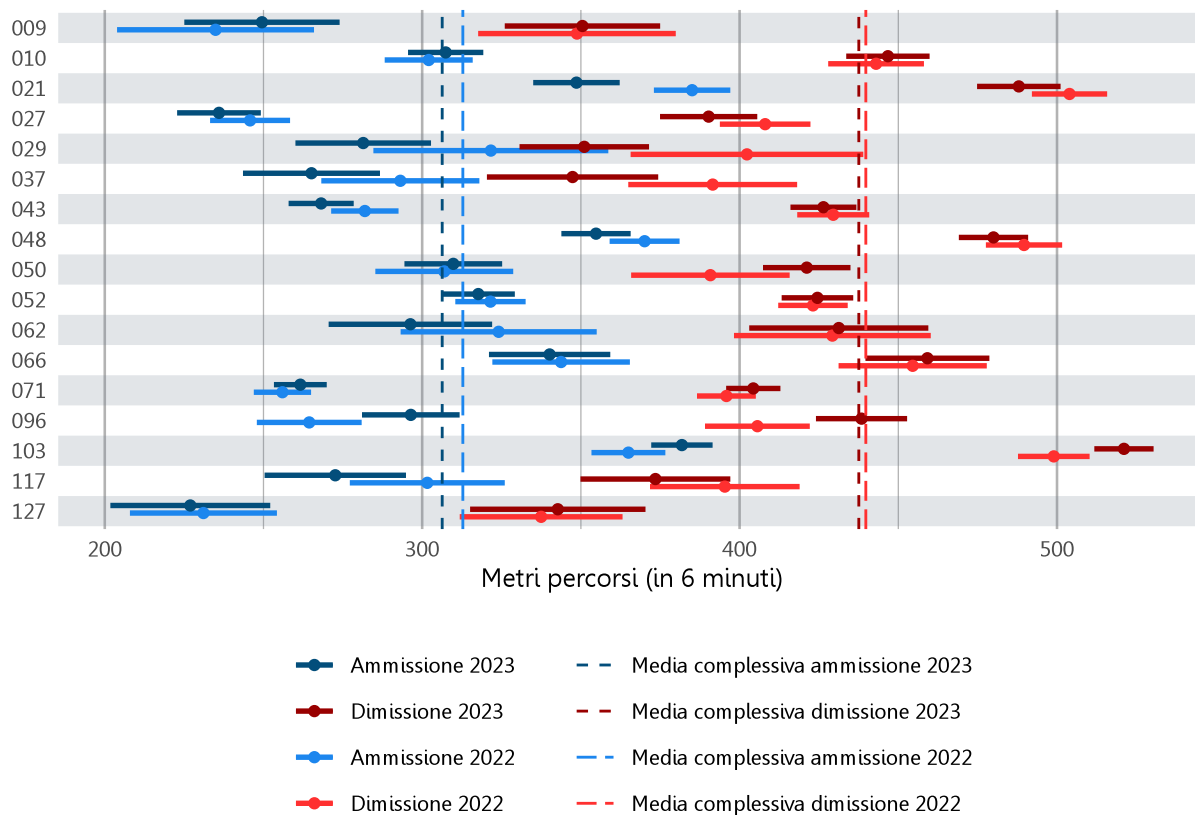 009
010
021
027
029
037
043
048
050
052
062
066
071
096
103
117
127
200 300 400 500
Metri percorsi (in 6 minuti)
Ammissione 2023 Media complessiva ammissione 2023
Dimissione 2023 Media complessiva dimissione 2023
Ammissione 2022 Media complessiva ammissione 2022
Dimissione 2022 Media complessiva dimissione 2022